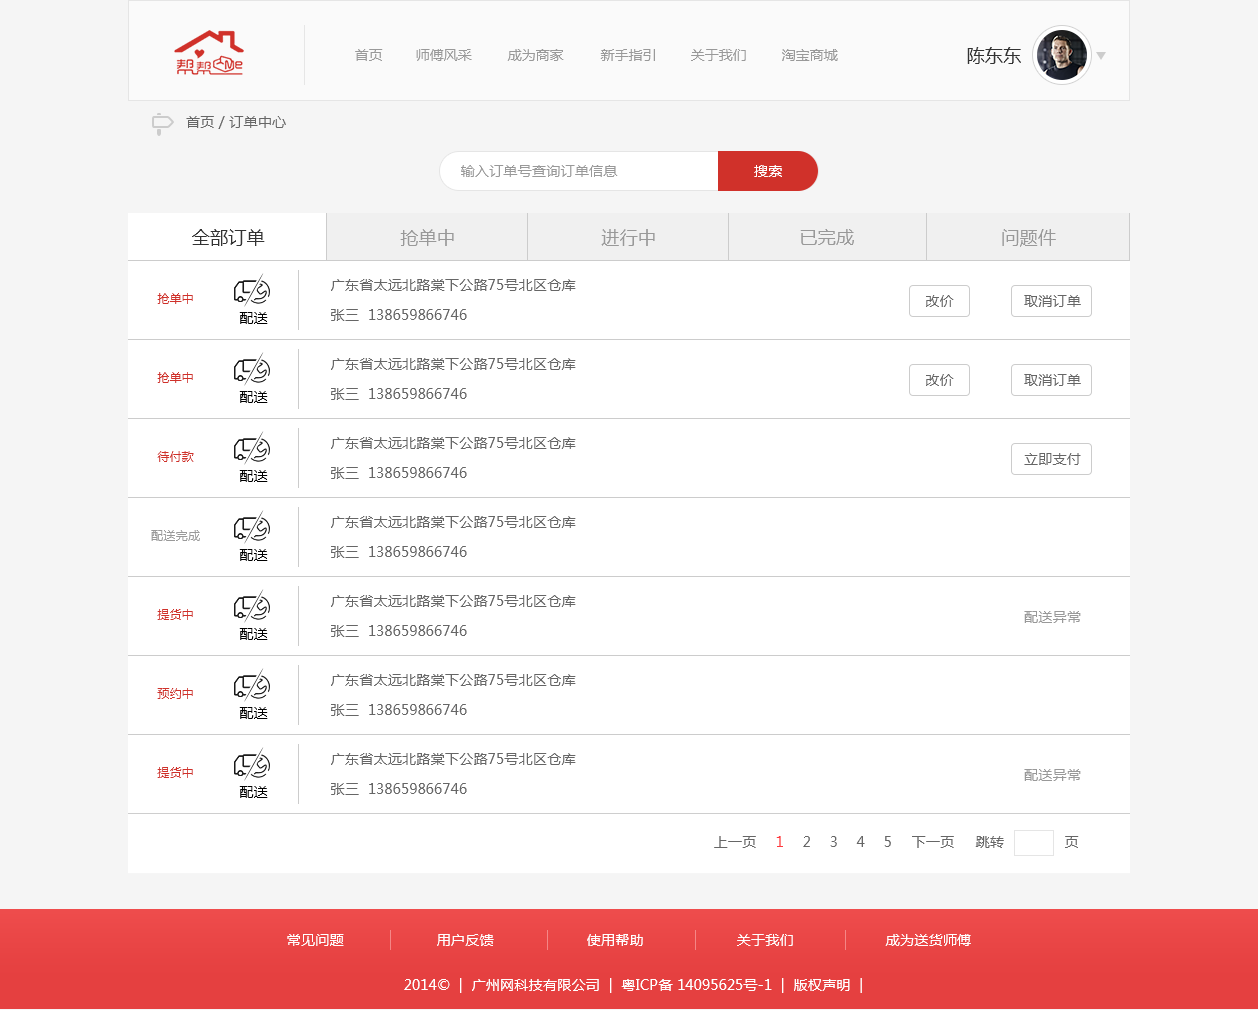 帮帮Me
首页 师傅风采 成为商家 新手指引 关于我们 淘宝商城 陈东东
首页 / 订单中心
输入订单号查询订单信息 搜索
全部订单 抢单中 进行中 已完成 问题件
广东省太远北路棠下公路75号北区仓库
抢单中 配送 张三 138659866746 改价 取消订单
广东省太远北路棠下公路75号北区仓库
抢单中 配送 张三 138659866746 改价 取消订单
广东省太远北路棠下公路75号北区仓库
待付款 配送 张三 138659866746 立即支付
广东省太远北路棠下公路75号北区仓库
配送完成 配送 张三 138659866746
广东省太远北路棠下公路75号北区仓库
提货中 配送 张三 138659866746 配送异常
广东省太远北路棠下公路75号北区仓库
预约中 配送 张三 138659866746
广东省太远北路棠下公路75号北区仓库
提货中 配送 张三 138659866746 配送异常
上一页 1 2 3 4 5 下一页 跳转 页
常见问题 用户反馈 使用帮助 关于我们 成为送货师傅
2014© | 广州网科技有限公司 | 粤ICP备 14095625号-1 | 版权声明 |